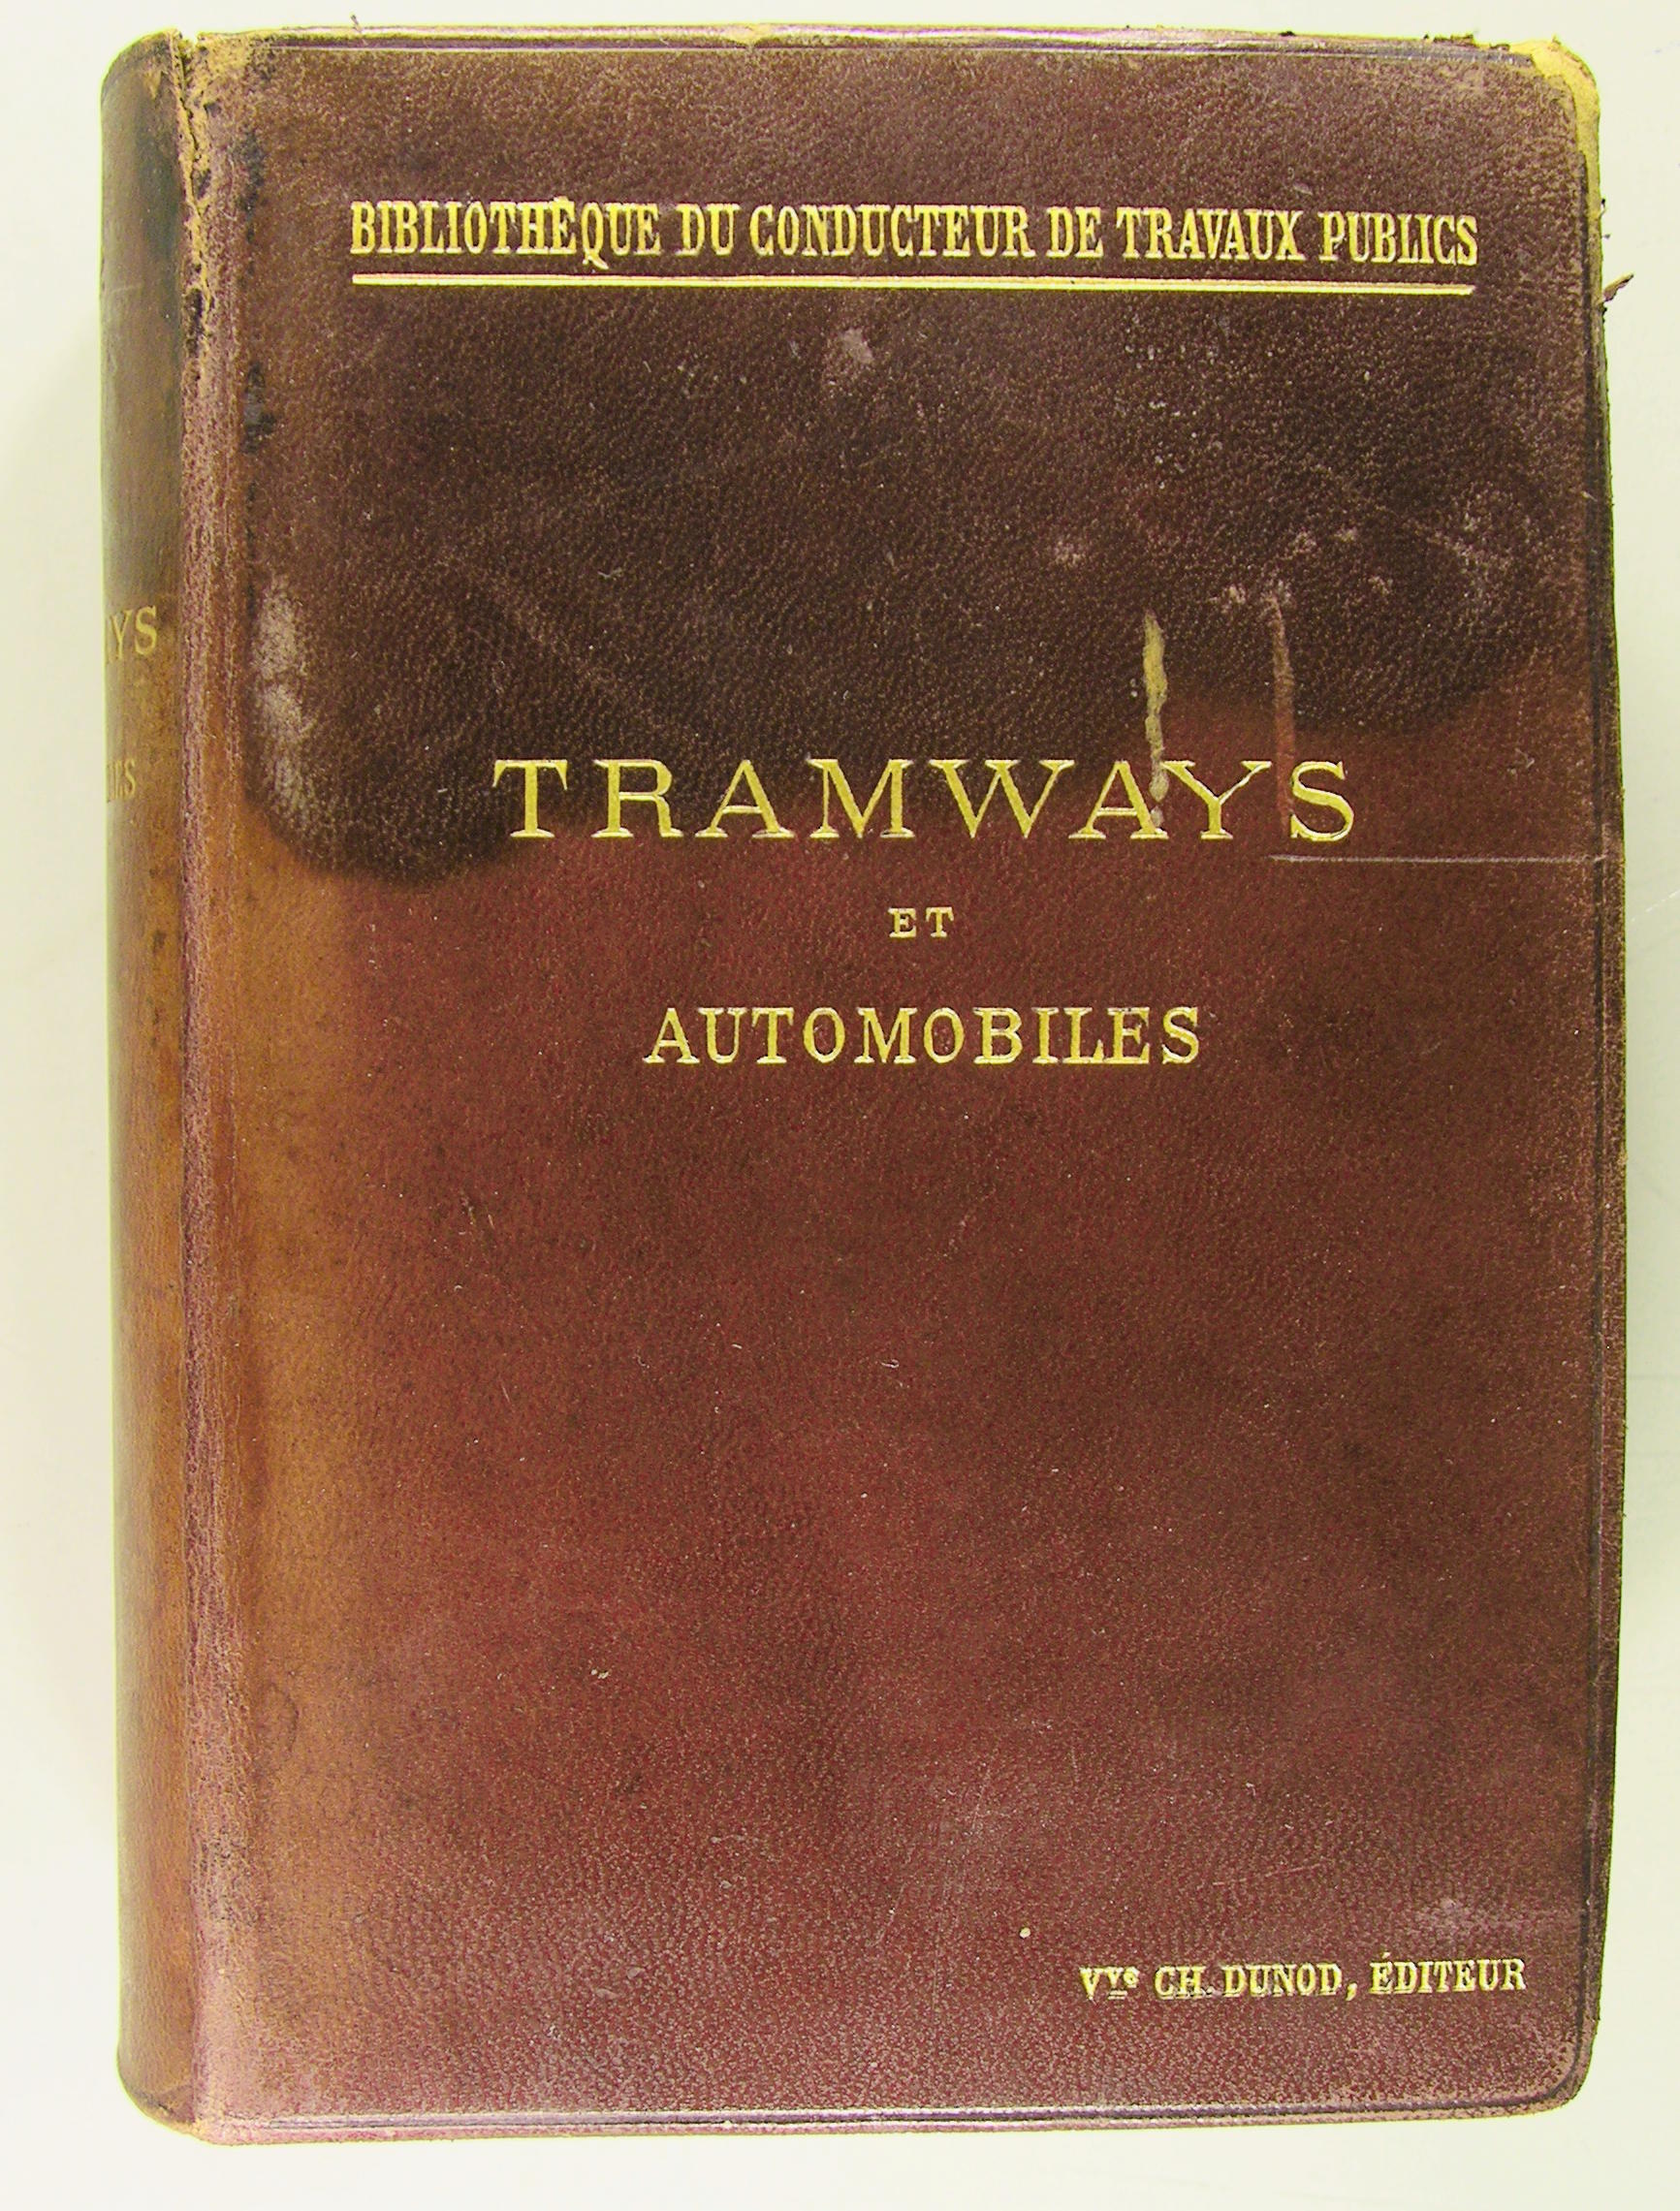 BIBLIOTHÈQUE DU CONDUCTEUR DE TRAVAUX PUBLICS
TRAMWAYS
ET
AUTOMOBILES
Vve CH. DUNOD, ÉDITEUR